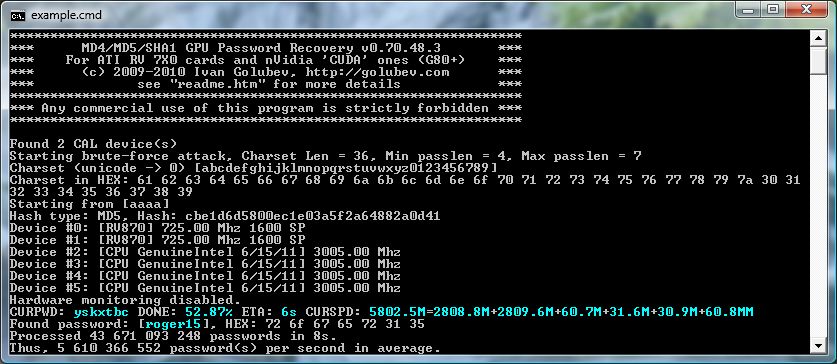 example.cmd
***************************************************************
***      MD4/MD5/SHA1 GPU Password Recovery v0.70.48.3      ***
***    For ATI RV 7X0 cards and nVidia 'CUDA' ones (G80+)   ***
***      (c) 2009-2010 Ivan Golubev, http://golubev.com     ***
***             see "readme.htm" for more details           ***
***************************************************************
*** Any commercial use of this program is strictly forbidden ***
***************************************************************
Found 2 CAL device(s)
Starting brute-force attack, Charset Len = 36, Min passlen = 4, Max passlen = 7
Charset (unicode -> 0) [abcdefghijklmnopqrstuvwxyz0123456789]
Charset in HEX: 61 62 63 64 65 66 67 68 69 6a 6b 6c 6d 6e 6f 70 71 72 73 74 75 76 77 78 79 7a 30 31
32 33 34 35 36 37 38 39
Starting from [aaaa]
Hash type: MD5, Hash: cbe1d6d5800ec1e03a5f2a64882a0d41
Device #0: [RV870] 725.00 Mhz 1600 SP
Device #1: [RV870] 725.00 Mhz 1600 SP
Device #2: [CPU GenuineIntel 6/15/11] 3005.00 Mhz
Device #3: [CPU GenuineIntel 6/15/11] 3005.00 Mhz
Device #4: [CPU GenuineIntel 6/15/11] 3005.00 Mhz
Device #5: [CPU GenuineIntel 6/15/11] 3005.00 Mhz
Hardware monitoring disabled.
CURPWD: yskxtbc DONE: 52.87% ETA: 6s CURSPD: 5802.5M=2808.8M+2809.6M+60.7M+31.6M+30.9M+60.8MM
Found password: [roger15], HEX: 72 6f 67 65 72 31 35
Processed 43 671 093 248 passwords in 8s.
Thus, 5 610 366 552 password(s) per second in average.